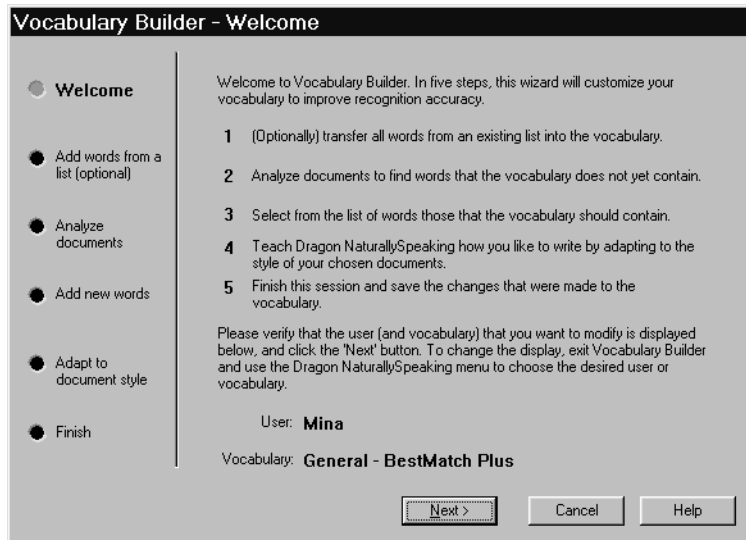 Vocabulary Builder - Welcome
Welcome
Add words from a
list (optional)
Analyze
documents
Add new words
Adapt to
document style
Finish
Welcome to Vocabulary Builder. In five steps, this wizard will customize your
vocabulary to improve recognition accuracy.
1 (Optionally) transfer all words from an existing list into the vocabulary.
2 Analyze documents to find words that the vocabulary does not yet contain.
3 Select from the list of words those that the vocabulary should contain.
4 Teach Dragon NaturallySpeaking how you like to write by adapting to the
style of your chosen documents.
5 Finish this session and save the changes that were made to the
vocabulary.
Please verify that the user (and vocabulary) that you want to modify is displayed
below, and click the 'Next' button. To change the display, exit Vocabulary Builder
and use the Dragon NaturallySpeaking menu to choose the desired user or
vocabulary.
User: Mina
Vocabulary: General - BestMatch Plus
Next > Cancel Help